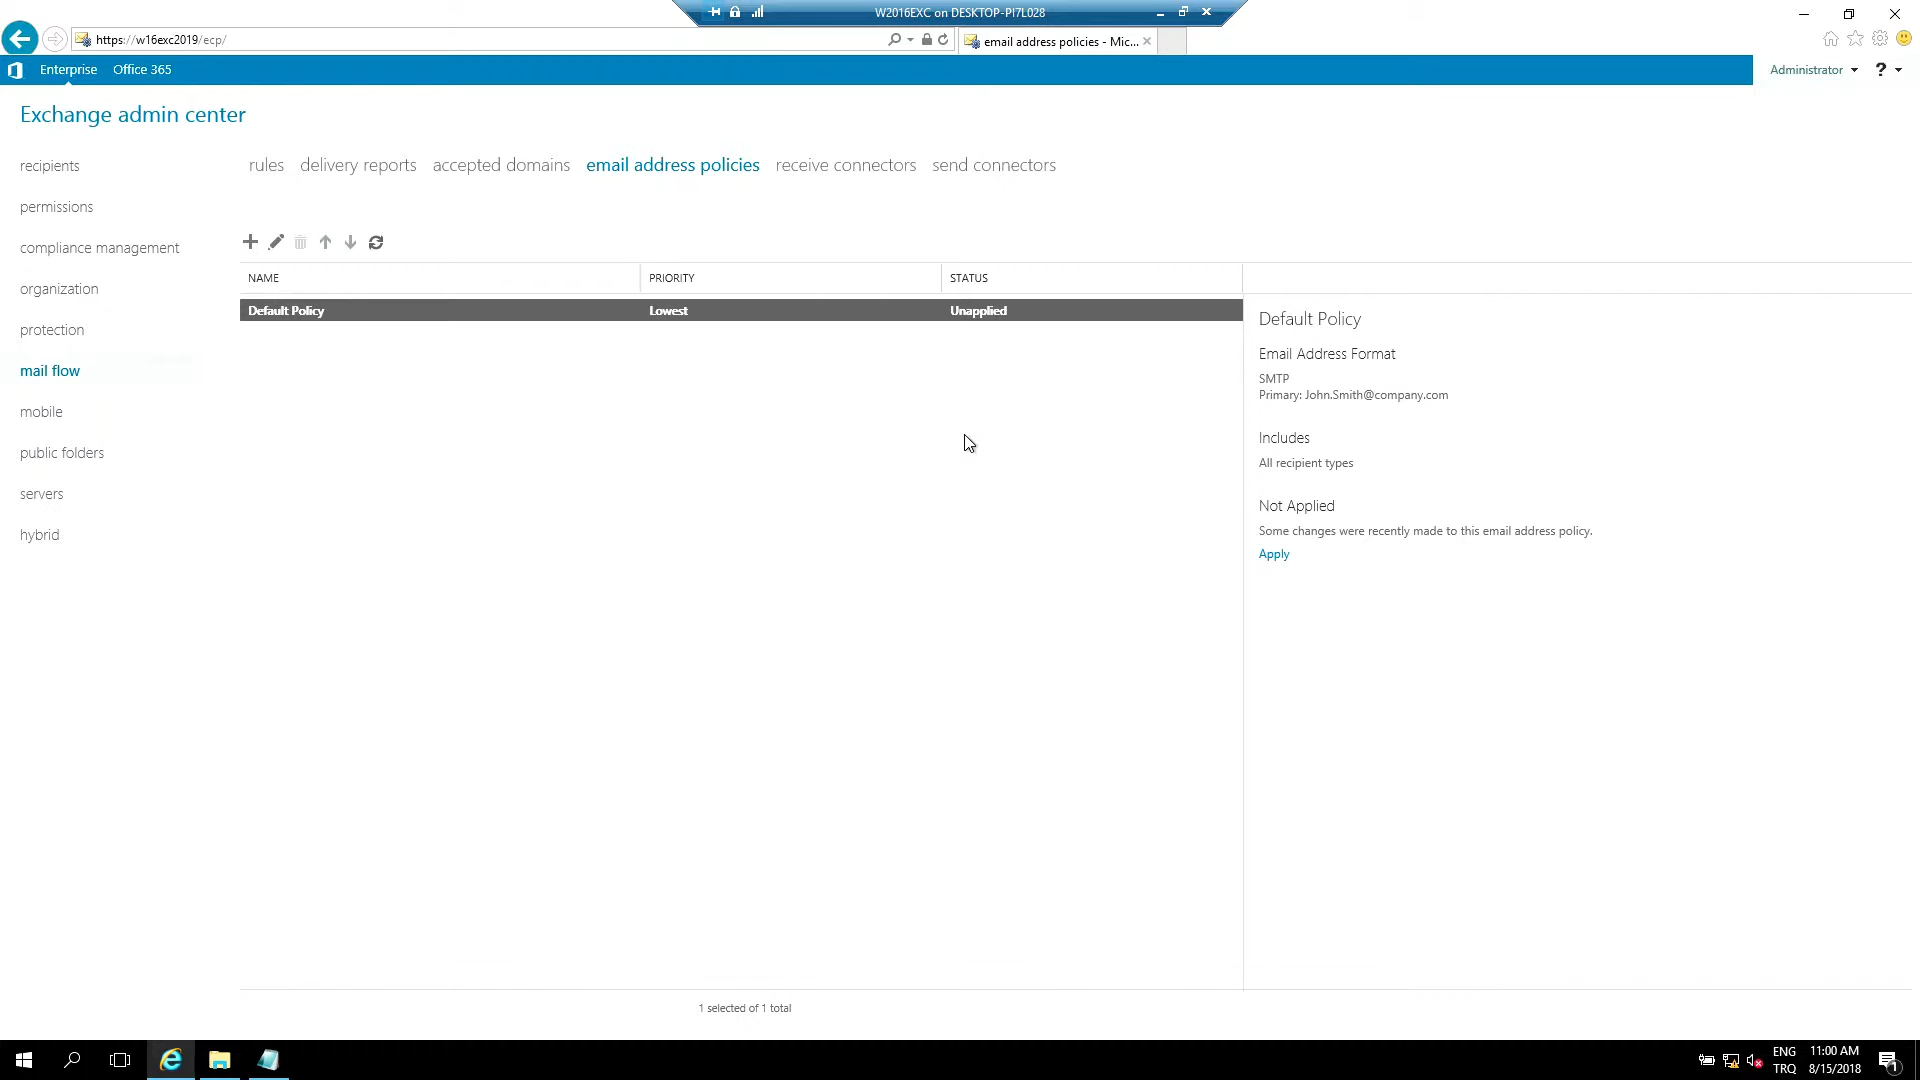 W2016EXC on DESKTOP-PI7L028
https://w16exc2019/ecp/
email address policies - Mic...
Enterprise Office 365
Administrator ?
Exchange admin center
recipients
permissions
compliance management
organization
protection
mail flow
mobile
public folders
servers
hybrid
rules delivery reports accepted domains email address policies receive connectors send connectors
NAME PRIORITY STATUS
Default Policy Lowest Unapplied
Default Policy
Email Address Format
SMTP
Primary: John.Smith@company.com
Includes
All recipient types
Not Applied
Some changes were recently made to this email address policy.
Apply
1 selected of 1 total
ENG 11:00 AM
TRQ 8/15/2018
1